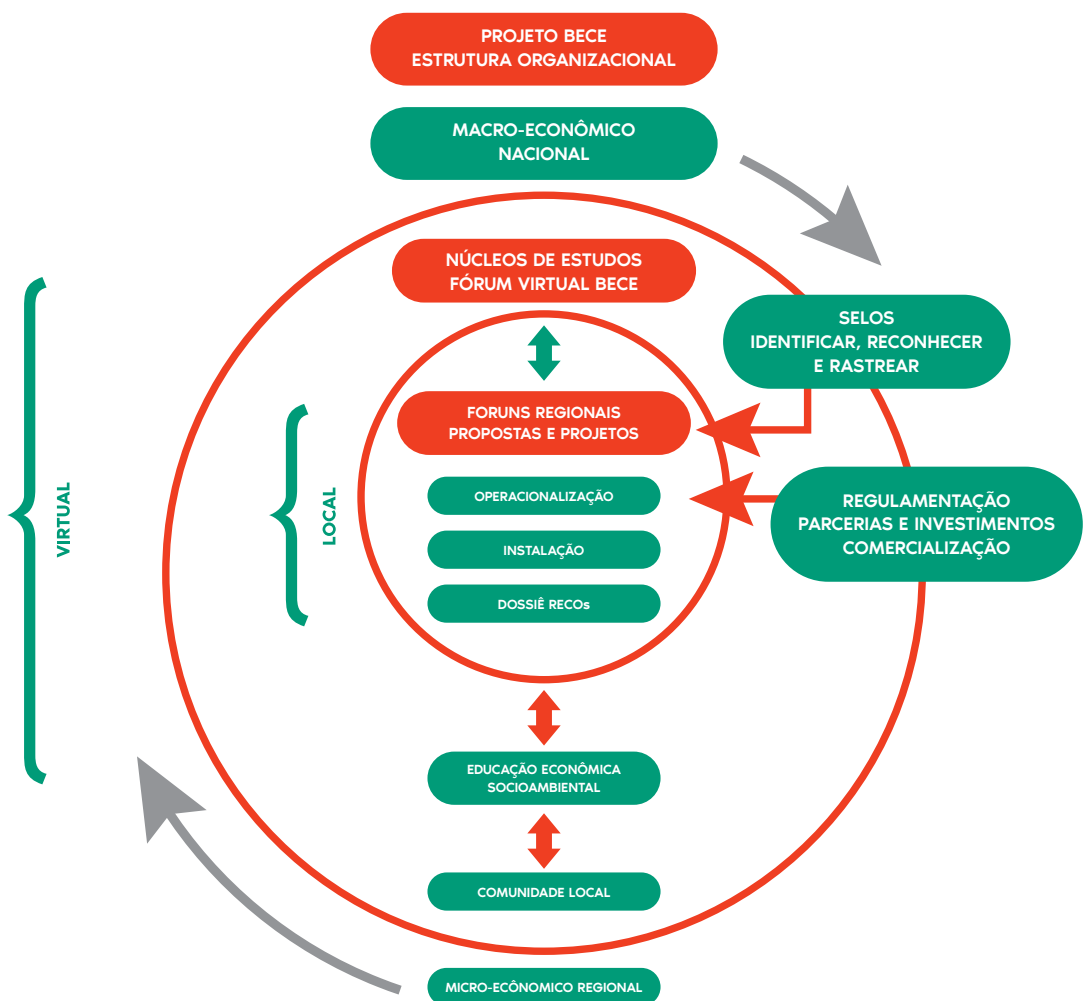 PROJETO BECE
ESTRUTURA ORGANIZACIONAL
MACRO-ECONÔMICO
NACIONAL
NÚCLEOS DE ESTUDOS
FÓRUM VIRTUAL BECE
SELOS
IDENTIFICAR, RECONHECER
E RASTREAR
FORUNS REGIONAIS
PROPOSTAS E PROJETOS
VIRTUAL
LOCAL
OPERACIONALIZAÇÃO
REGULAMENTAÇÃO
PARCERIAS E INVESTIMENTOS
COMERCIALIZAÇÃO
INSTALAÇÃO
DOSSIÊ RECOs
EDUCAÇÃO ECONÔMICA
SOCIOAMBIENTAL
COMUNIDADE LOCAL
MICRO-ECÔNOMICO REGIONAL